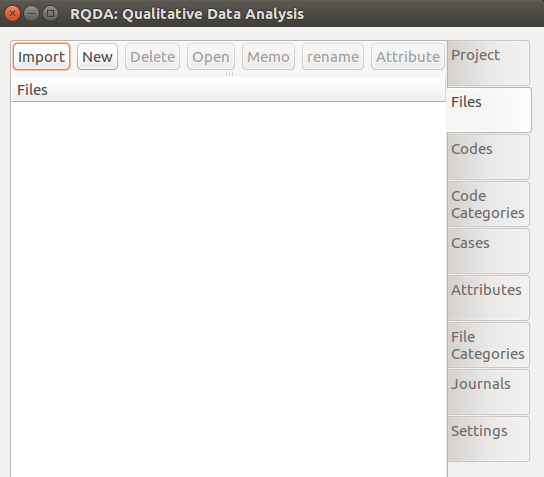 RQDA: Qualitative Data Analysis
Import New Delete Open Memo rename Attribute
Files
Project
Files
Codes
Code
Categories
Cases
Attributes
File
Categories
Journals
Settings